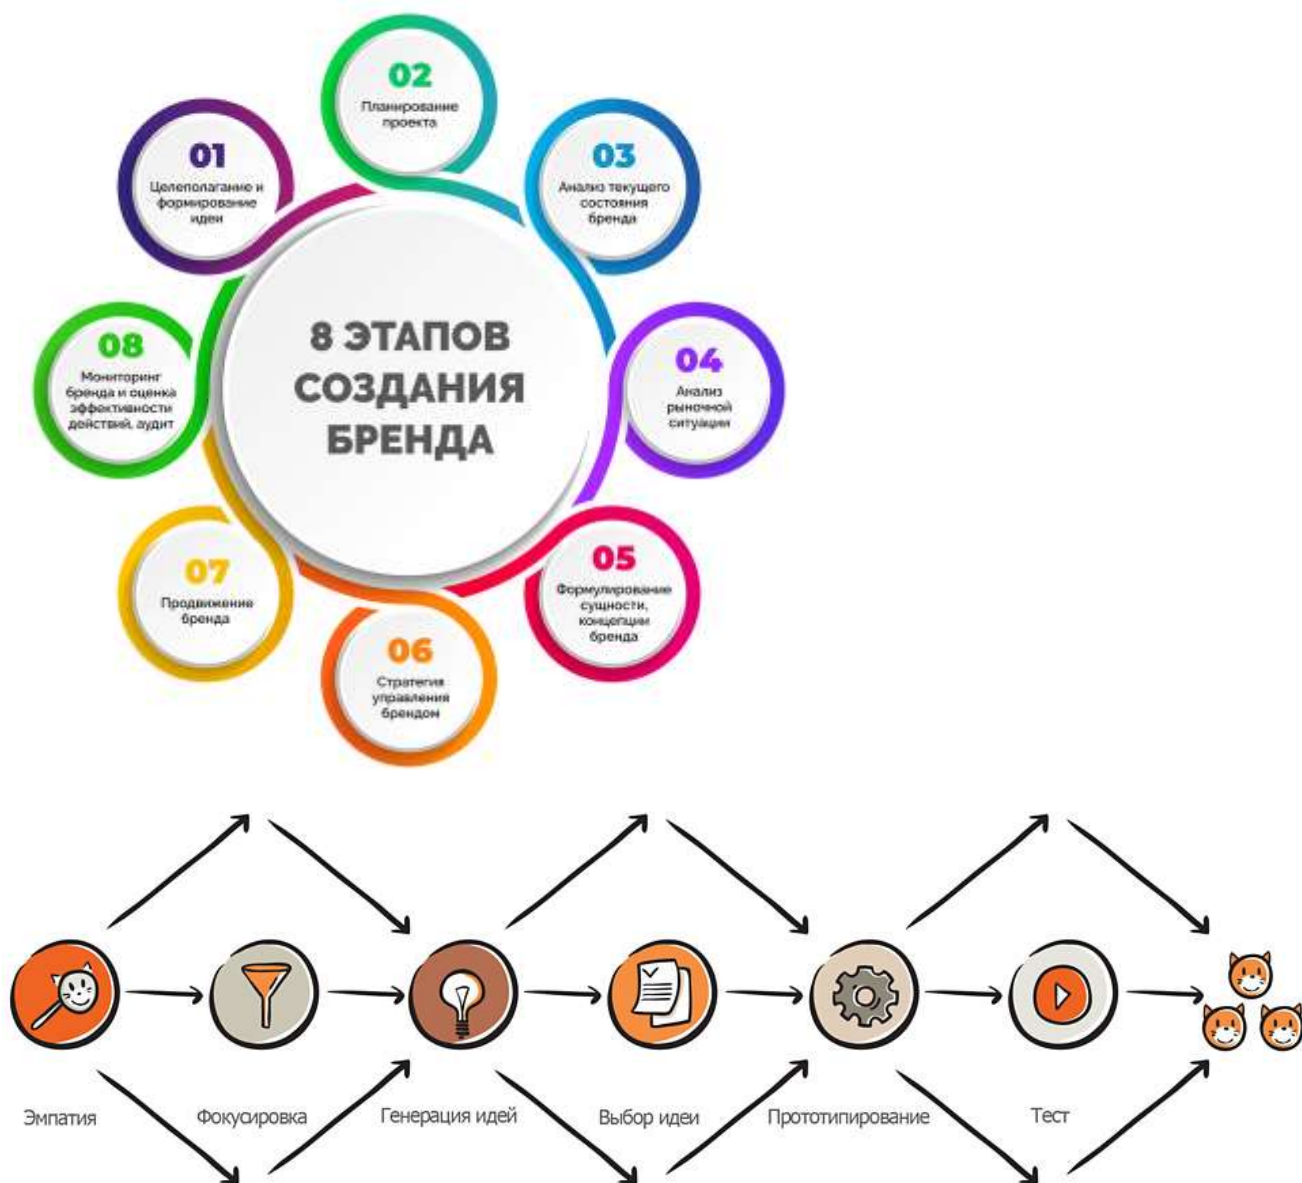 8 ЭТАПОВ
СОЗДАНИЯ
БРЕНДА
01
Целеполагание и
формирование
идеи
02
Планирование
проекта
03
Анализ текущего
состояния
бренда
04
Анализ
рыночной
ситуации
05
Формулирование
сущности,
концепции
бренда
06
Стратегия
управления
брендом
07
Продвижение
бренда
08
Мониторинг
бренда и оценка
эффективности
действий, аудит
Эмпатия
Фокусировка
Генерация идей
Выбор идеи
Прототипирование
Тест